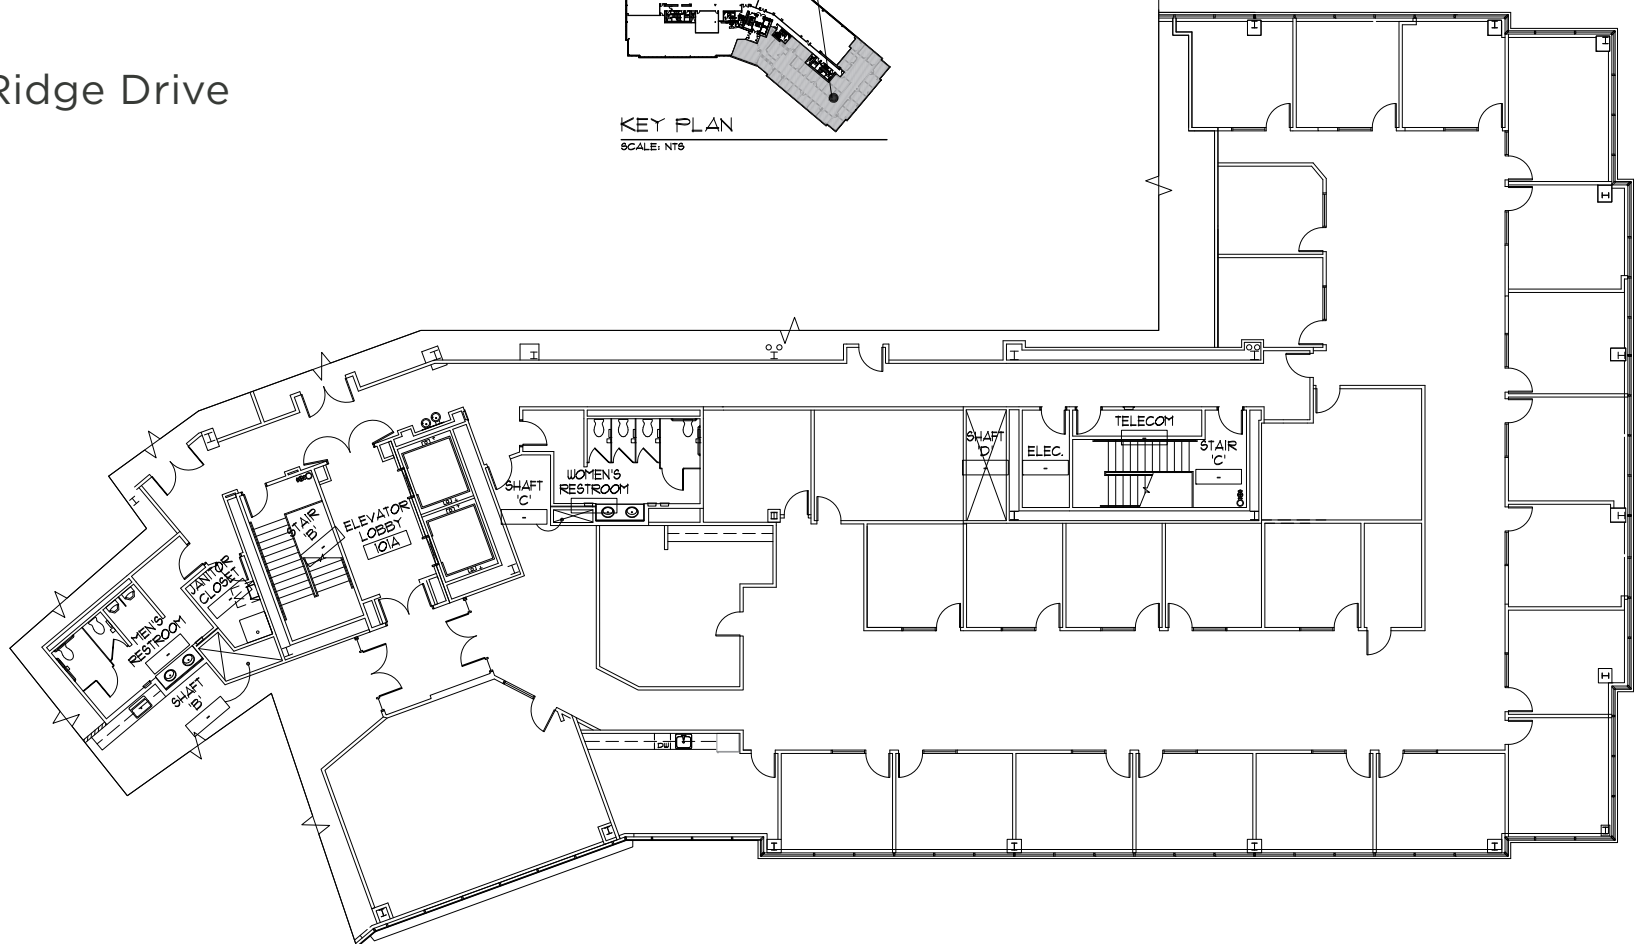 Ridge Drive
KEY PLAN
SCALE: NTS
TELECOM
SHAFT
'D'
ELEC.
STAIR
'C'
WOMEN'S
RESTROOM
SHAFT
'C'
STAIR
'B'
ELEVATOR
LOBBY
101A
JANITOR
CLOSET
MEN'S
RESTROOM
SHAFT
'B'
DW